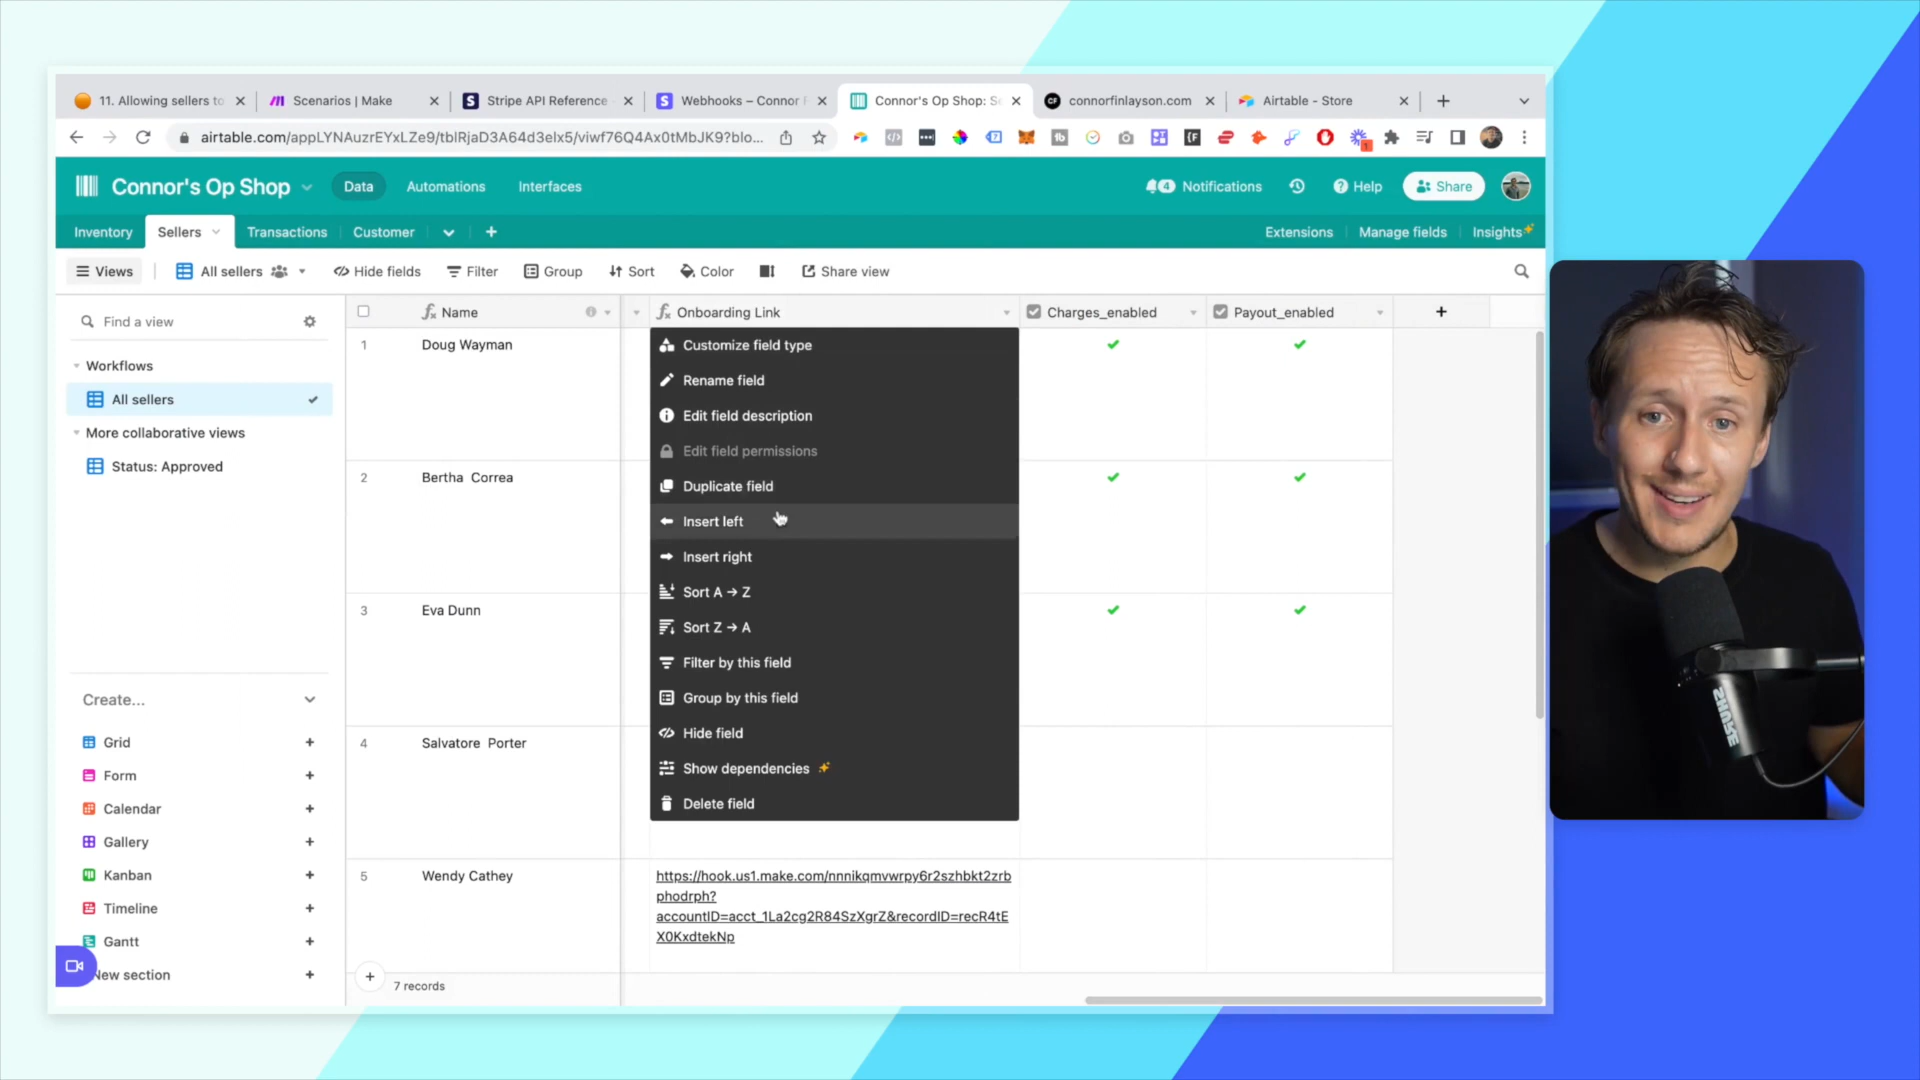 11. Allowing sellers to
Scenarios | Make
Stripe API Reference
Webhooks – Connor F
Connor's Op Shop: Se
connorfinlayson.com
Airtable - Store
airtable.com/appLYNAuzrEYxLZe9/tblRjaD3A64d3elx5/viwf76Q4Ax0tMbJK9?blo...
Connor's Op Shop
Data
Automations
Interfaces
4 Notifications
Help
Share
Inventory
Sellers
Transactions
Customer
Extensions
Manage fields
Insights
Views
All sellers
Hide fields
Filter
Group
Sort
Color
Share view
Find a view
Name
Onboarding Link
Charges_enabled
Payout_enabled
Workflows
All sellers
More collaborative views
Status: Approved
1 Doug Wayman
2 Bertha Correa
3 Eva Dunn
4 Salvatore Porter
5 Wendy Cathey
Customize field type
Rename field
Edit field description
Edit field permissions
Duplicate field
Insert left
Insert right
Sort A → Z
Sort Z → A
Filter by this field
Group by this field
Hide field
Show dependencies
Delete field
https://hook.us1.make.com/nnnikqmvwrpy6r2szhbkt2zrb
phodrph?
accountID=acct_1La2cg2R84SzXgrZ&recordID=recR4tE
X0KxdtekNp
Create...
Grid
Form
Calendar
Gallery
Kanban
Timeline
Gantt
New section
7 records
SHURE